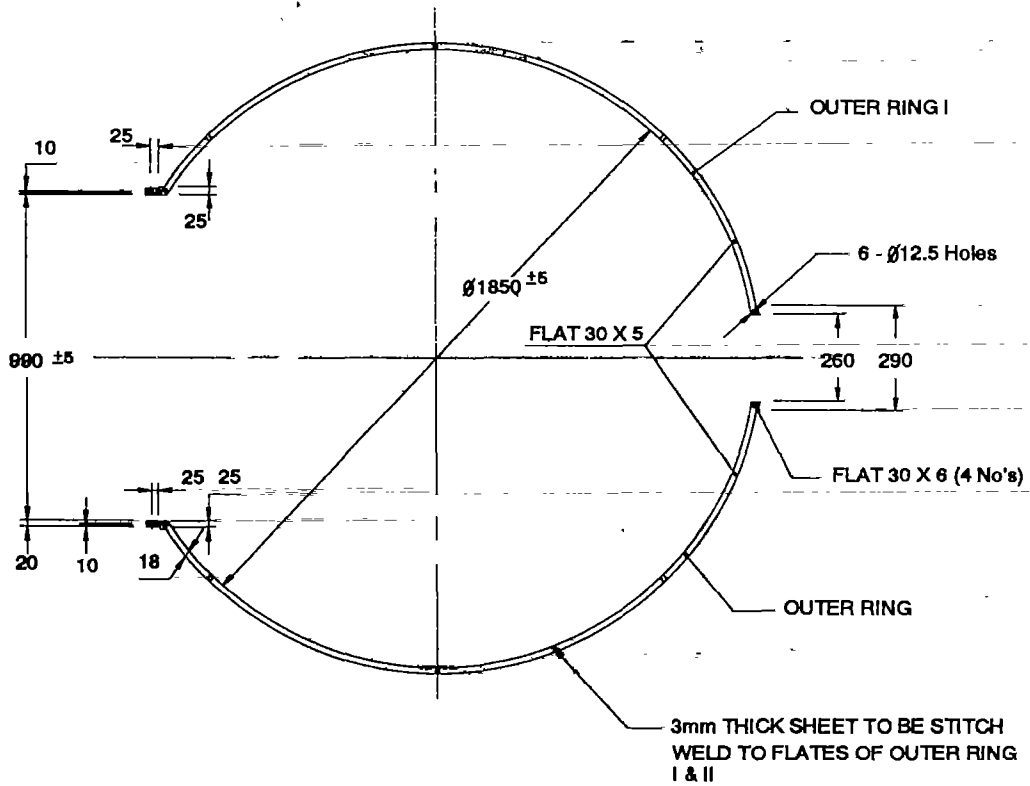 OUTER RING I
25
10
25
6 - Ø12.5 Holes
Ø1850 ±5
FLAT 30 X 5
990 ±5
260
290
25 25
FLAT 30 X 6 (4 No's)
20
10
18
OUTER RING
3mm THICK SHEET TO BE STITCH
WELD TO FLATES OF OUTER RING
I & II